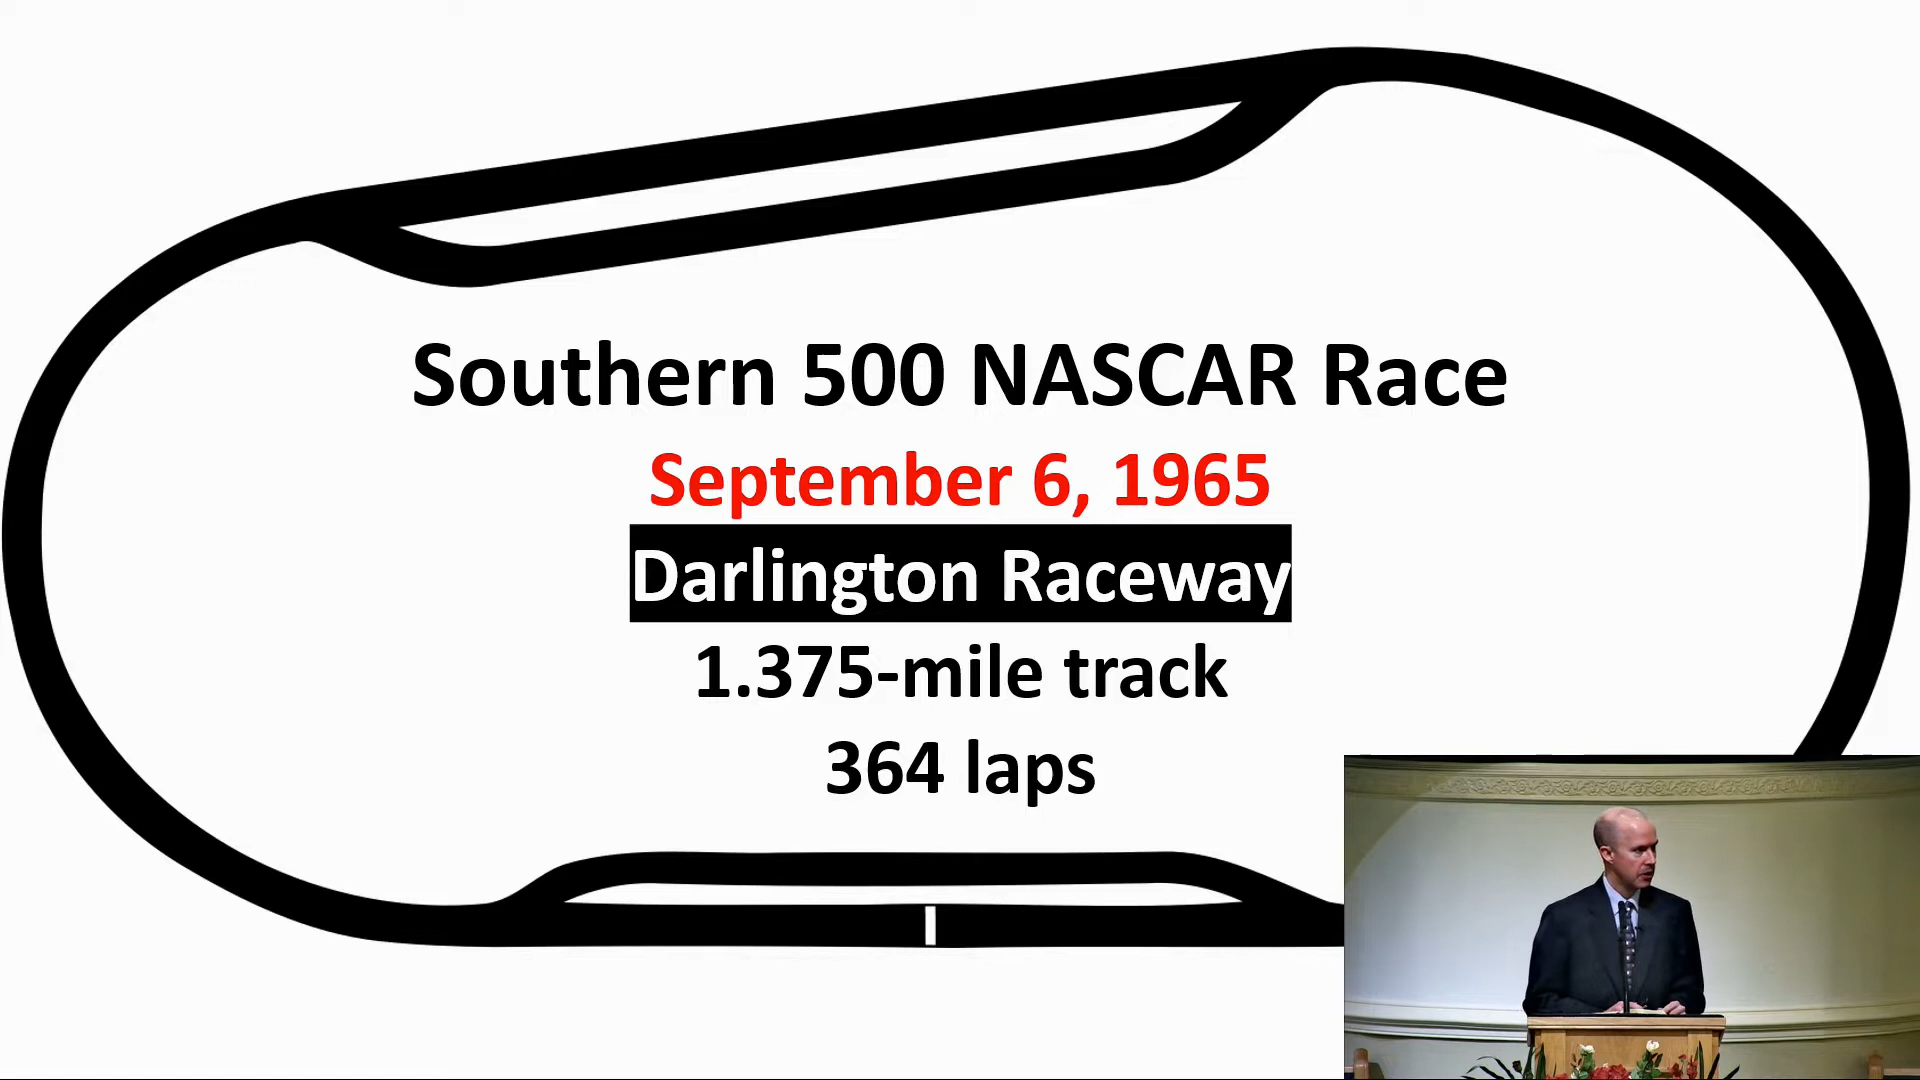 Southern 500 NASCAR Race
September 6, 1965
Darlington Raceway
1.375-mile track
364 laps